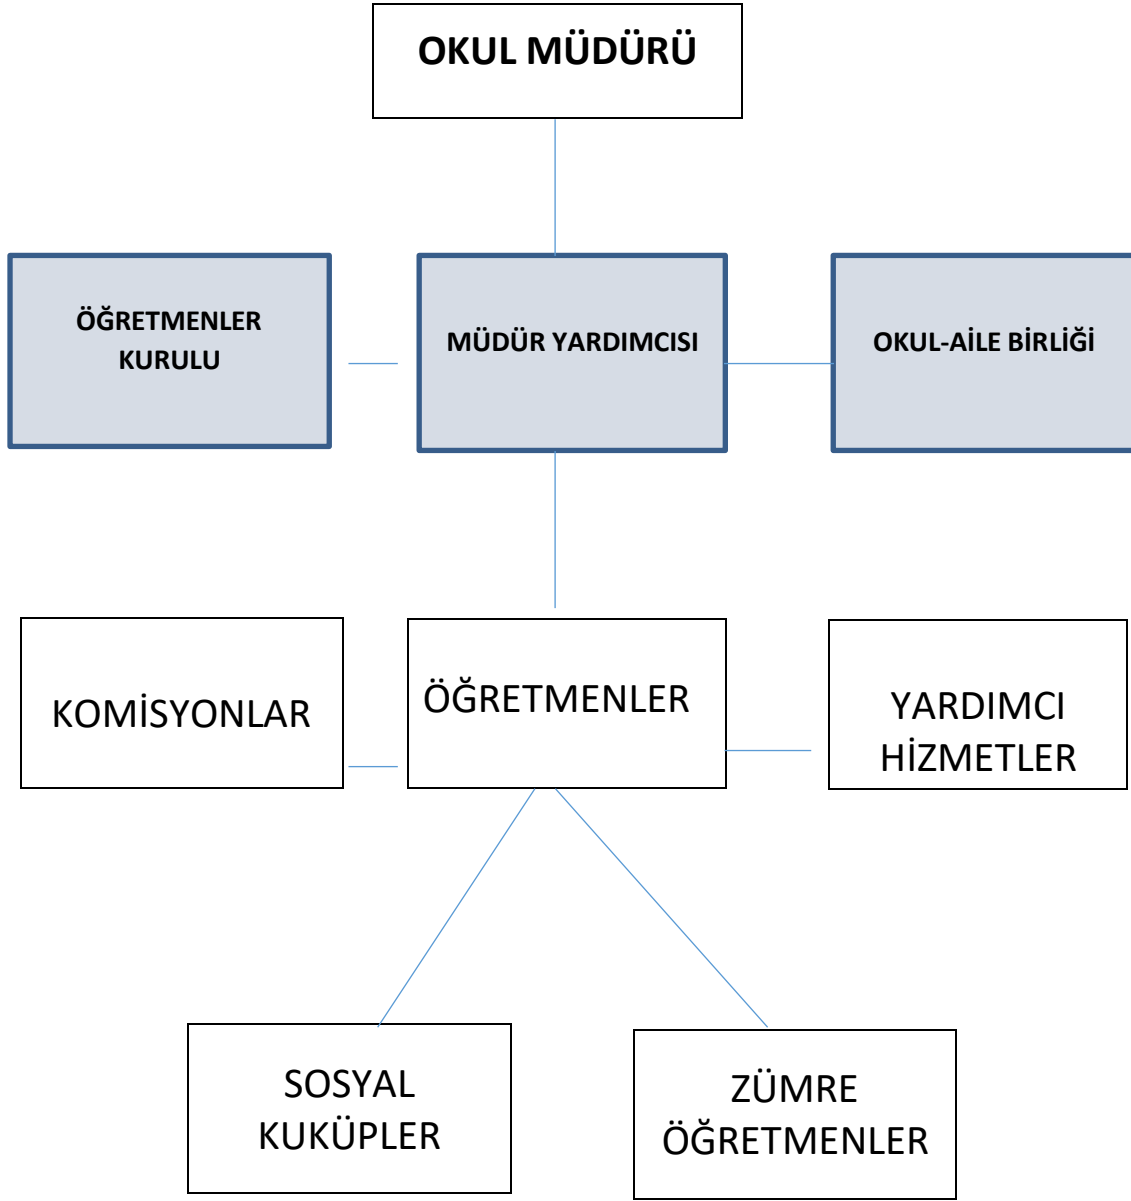 OKUL MÜDÜRÜ
ÖĞRETMENLER
KURULU
MÜDÜR YARDIMCISI
OKUL-AİLE BİRLİĞİ
KOMİSYONLAR
ÖĞRETMENLER
YARDIMCI
HİZMETLER
SOSYAL
KUKÜPLER
ZÜMRE
ÖĞRETMENLER